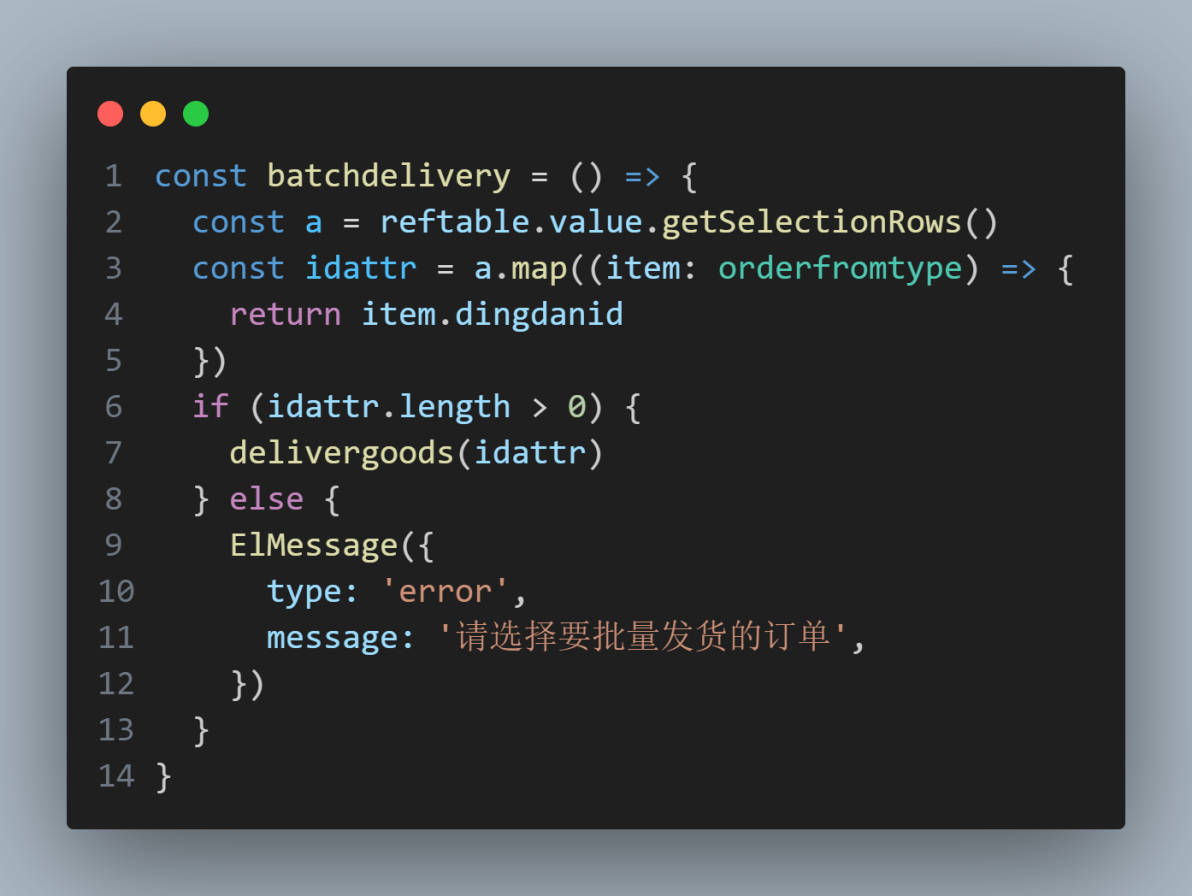 1 const batchdelivery = () => {
2   const a = reftable.value.getSelectionRows()
3   const idattr = a.map((item: orderfromtype) => {
4     return item.dingdanid
5   })
6   if (idattr.length > 0) {
7     delivergoods(idattr)
8   } else {
9     ElMessage({
10       type: 'error',
11       message: '请选择要批量发货的订单',
12     })
13   }
14 }